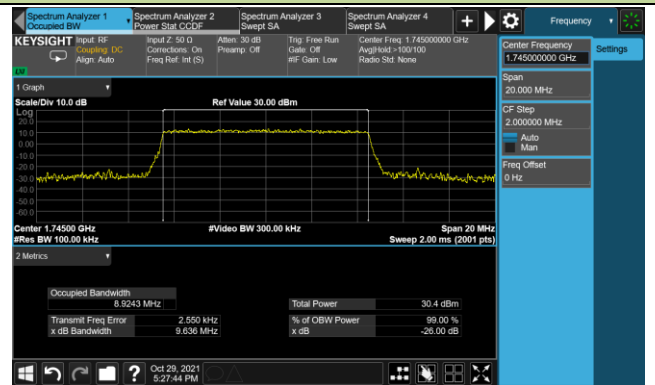 Spectrum Analyzer 1
Occupied BW
Spectrum Analyzer 2
Power Stat CCDF
Spectrum Analyzer 3
Swept SA
Spectrum Analyzer 4
Swept SA
Frequency
KEYSIGHT
Input: RF
Coupling: DC
Align: Auto
Input Z: 50 Ω
Corrections: On
Freq Ref: Int (S)
Atten: 30 dB
Preamp: Off
Trig: Free Run
Gate: Off
#IF Gain: Low
Center Freq: 1.745000000 GHz
Avg|Hold:>100/100
Radio Std: None
Center Frequency
1.745000000 GHz
Settings
Span
20.000 MHz
CF Step
2.000000 MHz
Auto
Man
Freq Offset
0 Hz
1 Graph
Scale/Div 10.0 dB
Ref Value 30.00 dBm
Log
20.0
10.0
0.00
-10.0
-20.0
-30.0
-40.0
-50.0
-60.0
Center 1.74500 GHz
#Video BW 300.00 kHz
Span 20 MHz
#Res BW 100.00 kHz
Sweep 2.00 ms (2001 pts)
2 Metrics
Occupied Bandwidth
8.9243 MHz
Total Power 30.4 dBm
Transmit Freq Error 2.550 kHz
% of OBW Power 99.00 %
x dB Bandwidth 9.636 MHz
x dB -26.00 dB
Oct 29, 2021
5:27:44 PM